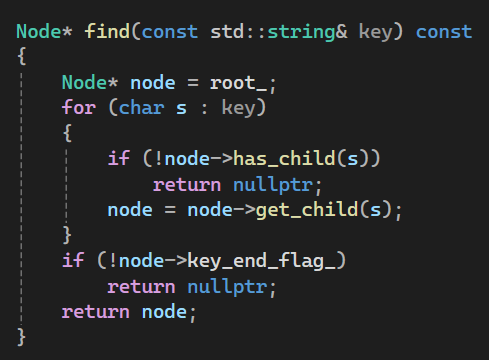 Node* find(const std::string& key) const
{
    Node* node = root_;
    for (char s : key)
    {
        if (!node->has_child(s))
            return nullptr;
        node = node->get_child(s);
    }
    if (!node->key_end_flag_)
        return nullptr;
    return node;
}